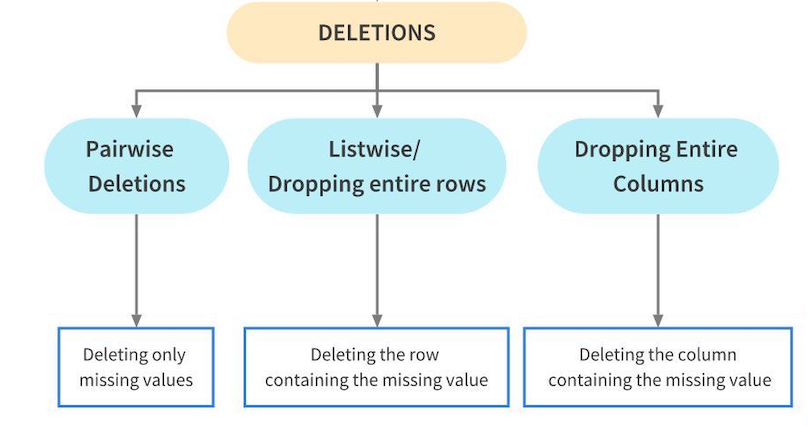 DELETIONS
Pairwise
Deletions
Listwise/
Dropping entire rows
Dropping Entire
Columns
Deleting only
missing values
Deleting the row
containing the missing value
Deleting the column
containing the missing value